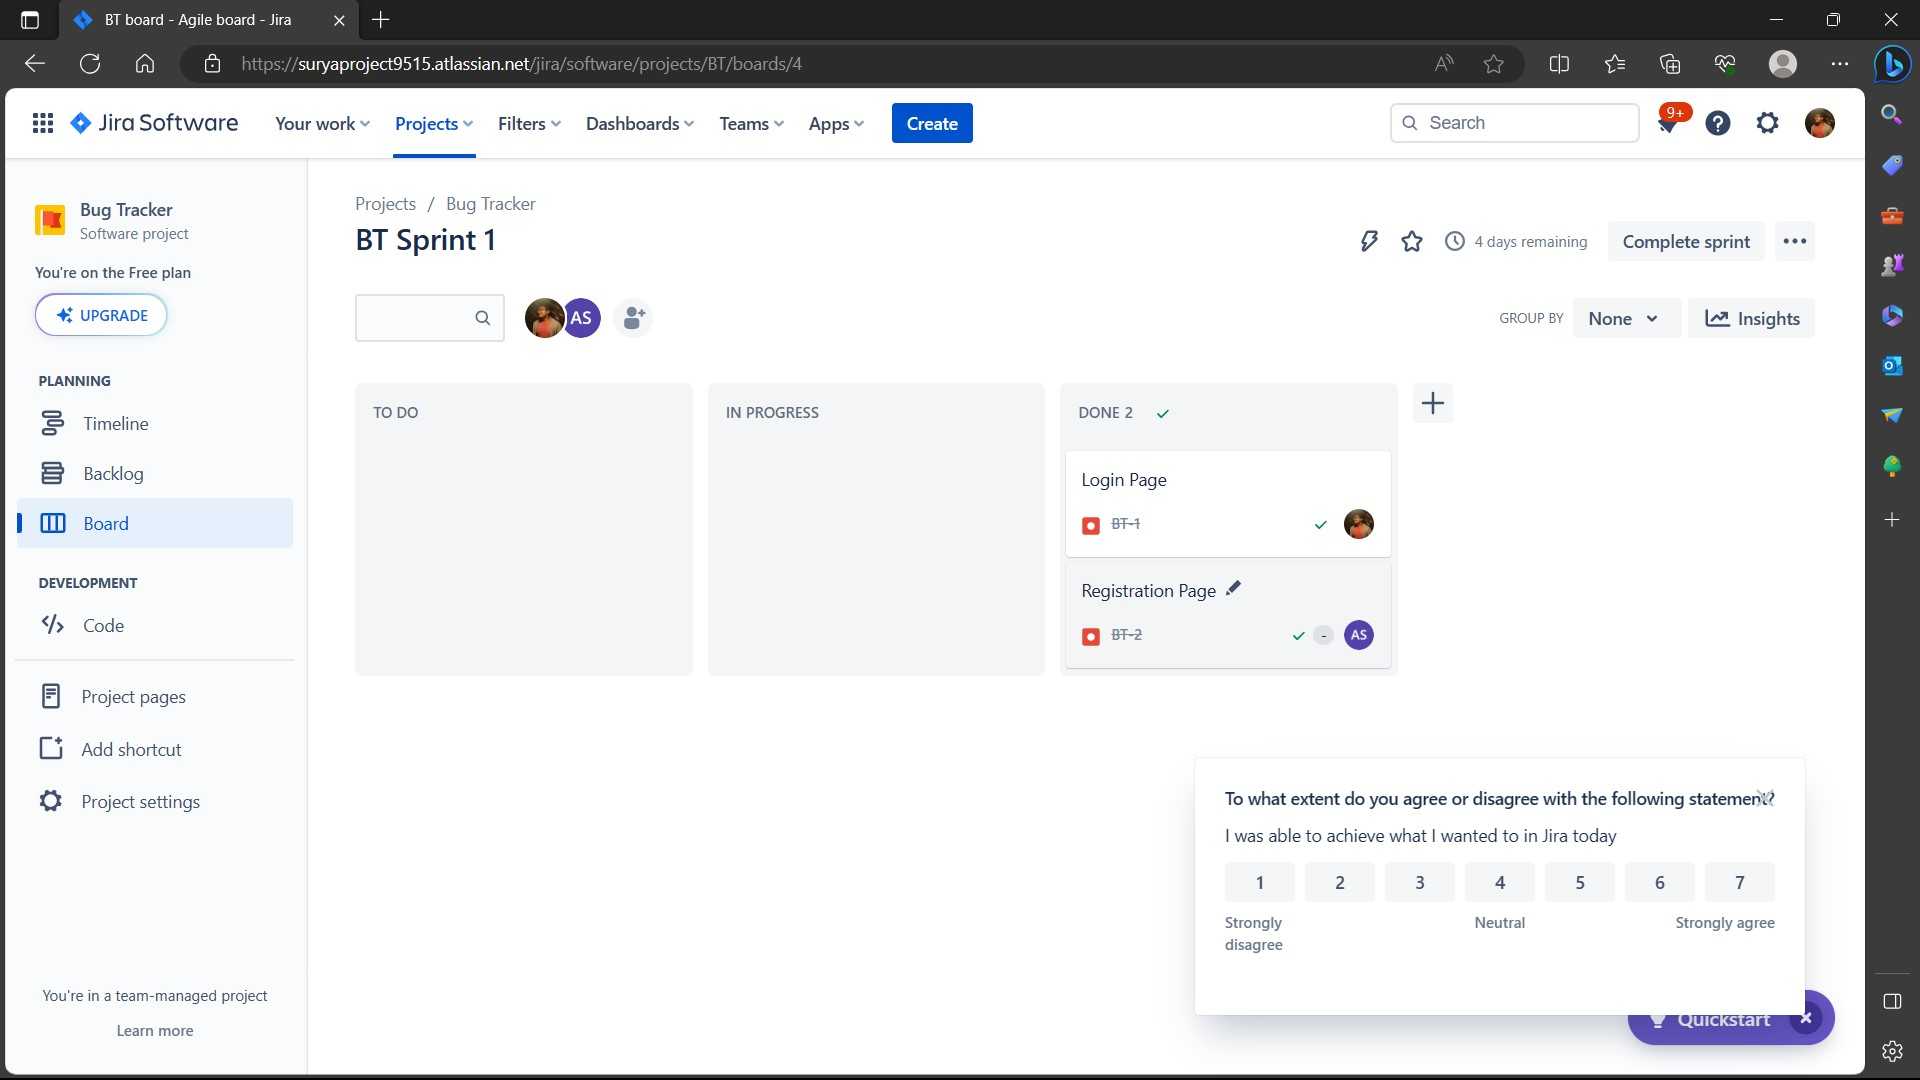 BT board - Agile board - Jira
https://suryaproject9515.atlassian.net/jira/software/projects/BT/boards/4
Jira Software
Your work
Projects
Filters
Dashboards
Teams
Apps
Create
Search
9+
Bug Tracker
Software project
You're on the Free plan
UPGRADE
PLANNING
Timeline
Backlog
Board
DEVELOPMENT
Code
Project pages
Add shortcut
Project settings
You're in a team-managed project
Learn more
Projects / Bug Tracker
BT Sprint 1
4 days remaining
Complete sprint
AS
GROUP BY
None
Insights
TO DO
IN PROGRESS
DONE 2
Login Page
BT-1
Registration Page
BT-2
-
AS
To what extent do you agree or disagree with the following statement?
I was able to achieve what I wanted to in Jira today
1 2 3 4 5 6 7
Strongly disagree
Neutral
Strongly agree
Quickstart